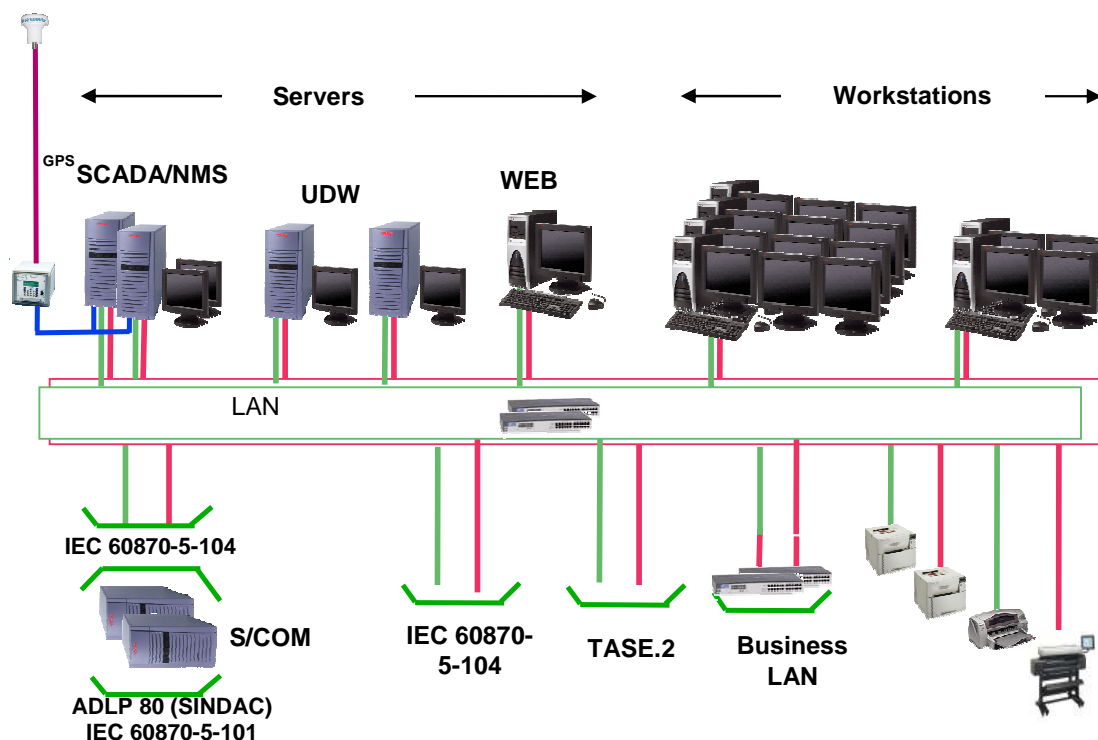 Servers
Workstations
GPS
SCADA/NMS
UDW
WEB
LAN
IEC 60870-5-104
S/COM
ADLP 80 (SINDAC)
IEC 60870-5-101
IEC 60870-
5-104
TASE.2
Business
LAN